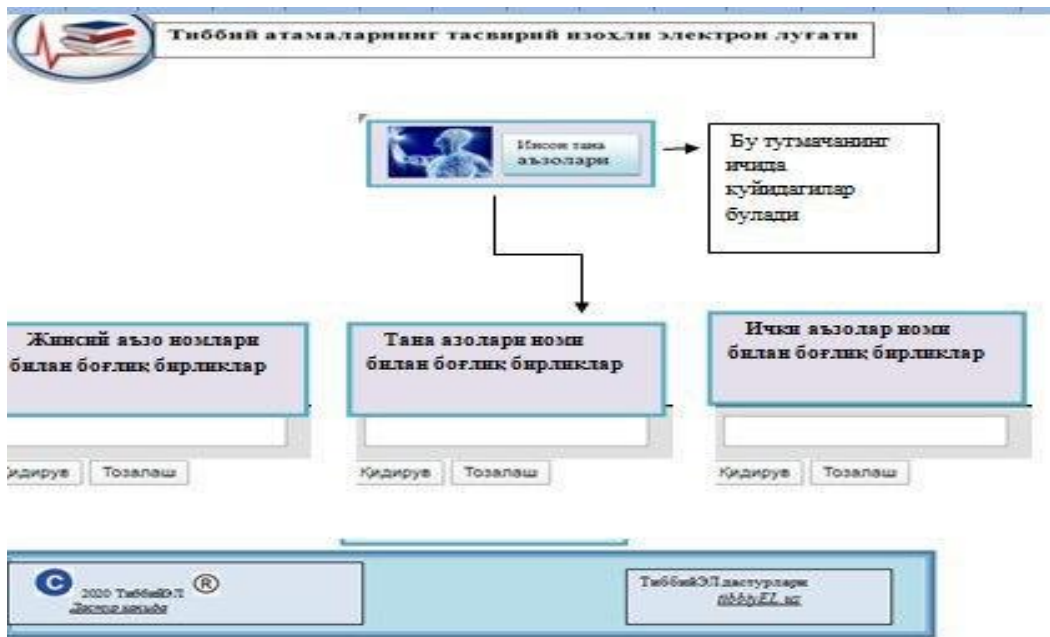 Тиббий атамаларнинг тасвирий изоҳли электрон луғати
Инсон тана
аъзолари
Бу тугмачанинг
ичида
куйидагилар
булади
Жинсий аъзо номлари
билан боғлиқ бирликлар
Тана азолари номи
билан боғлиқ бирликлар
Ички аъзолар номи
билан боғлиқ бирликлар
Қидирув Тозалаш
Қидирув Тозалаш
Қидирув Тозалаш
C 2020 ТиббийЭЛ ®
ТиббийЭЛ дастурлари
tibbiyEL.uz